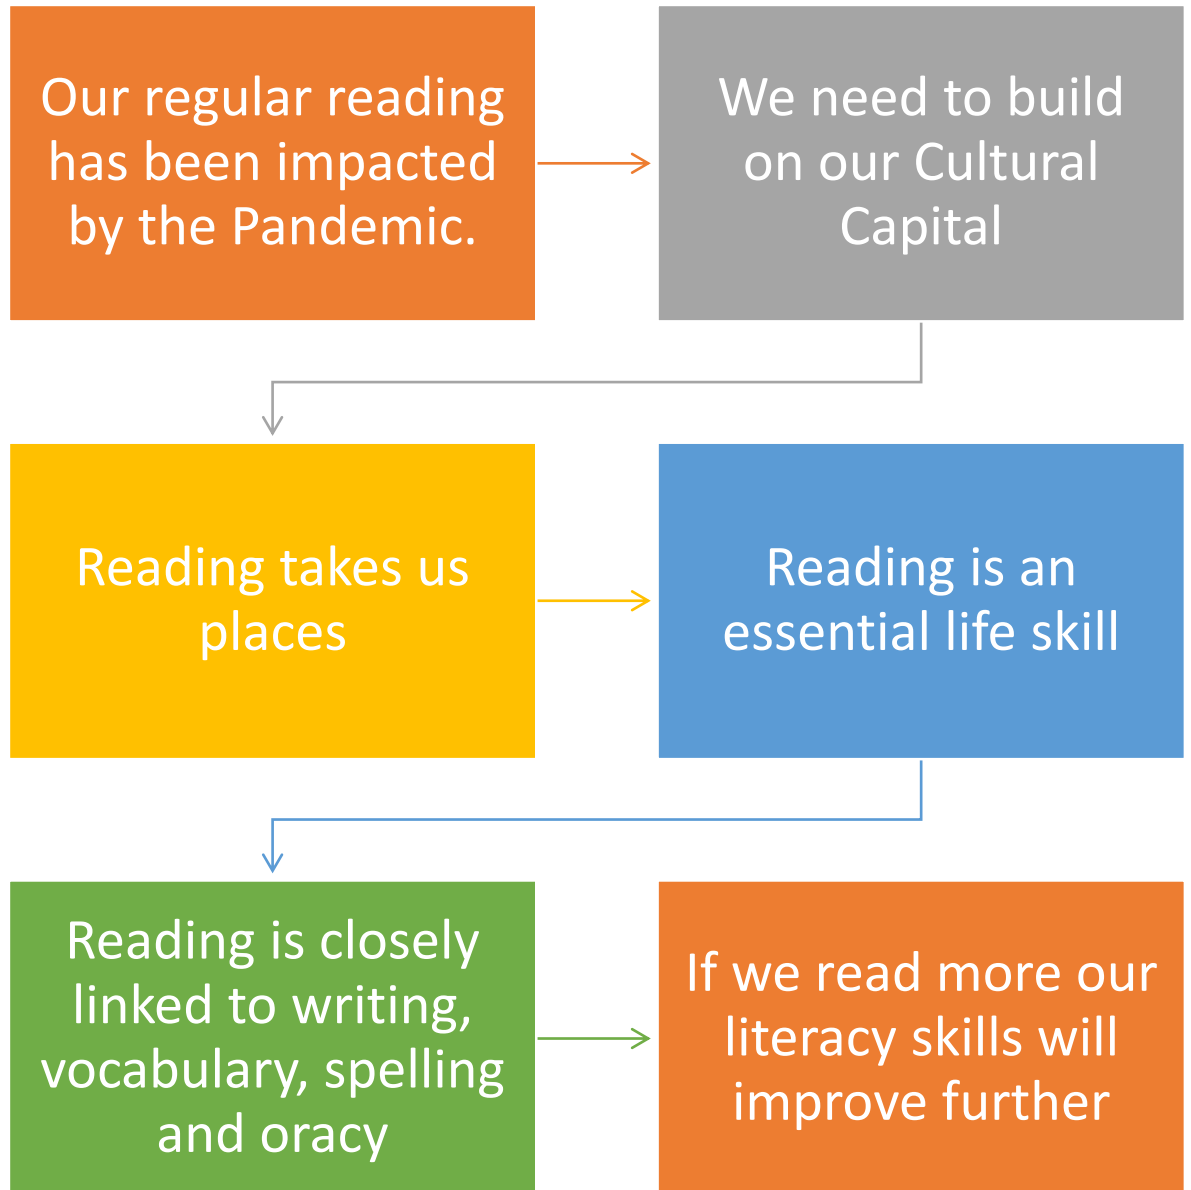 Our regular reading
has been impacted
by the Pandemic.
We need to build
on our Cultural
Capital
Reading takes us
places
Reading is an
essential life skill
Reading is closely
linked to writing,
vocabulary, spelling
and oracy
If we read more our
literacy skills will
improve further